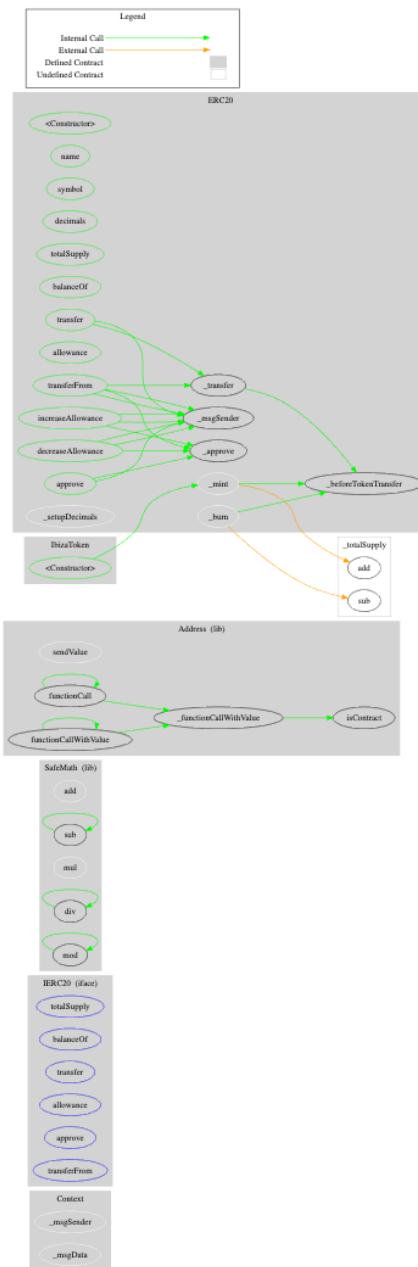 Legend
Internal Call
External Call
Defined Contract
Undefined Contract
ERC20
<Constructor>
name
symbol
decimals
totalSupply
balanceOf
transfer
allowance
transferFrom
_transfer
increaseAllowance
_msgSender
decreaseAllowance
_approve
approve
_mint
_beforeTokenTransfer
_setupDecimals
_burn
IbizaToken
<Constructor>
_totalSupply
add
sub
Address (lib)
sendValue
functionCall
_functionCallWithValue
isContract
functionCallWithValue
SafeMath (lib)
add
sub
mul
div
mod
IERC20 (iface)
totalSupply
balanceOf
transfer
allowance
approve
transferFrom
Context
_msgSender
_msgData